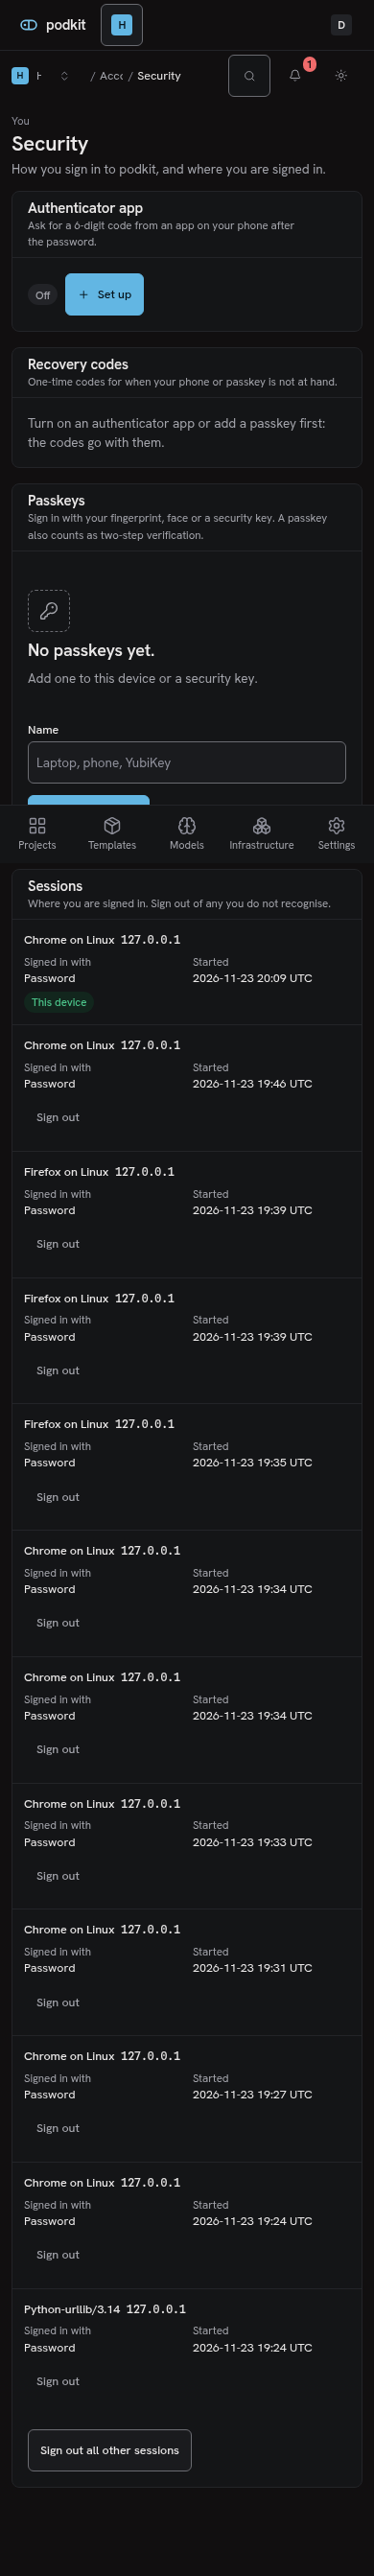 podkit H D
H / Acc / Security 1
You
Security
How you sign in to podkit, and where you are signed in.
Authenticator app
Ask for a 6-digit code from an app on your phone after
the password.
Off Set up
Recovery codes
One-time codes for when your phone or passkey is not at hand.
Turn on an authenticator app or add a passkey first:
the codes go with them.
Passkeys
Sign in with your fingerprint, face or a security key. A passkey
also counts as two-step verification.
No passkeys yet.
Add one to this device or a security key.
Name
Laptop, phone, YubiKey
Projects Templates Models Infrastructure Settings
Sessions
Where you are signed in. Sign out of any you do not recognise.
Chrome on Linux 127.0.0.1
Signed in with Started
Password 2026-11-23 20:09 UTC
This device
Chrome on Linux 127.0.0.1
Signed in with Started
Password 2026-11-23 19:46 UTC
Sign out
Firefox on Linux 127.0.0.1
Signed in with Started
Password 2026-11-23 19:39 UTC
Sign out
Firefox on Linux 127.0.0.1
Signed in with Started
Password 2026-11-23 19:39 UTC
Sign out
Firefox on Linux 127.0.0.1
Signed in with Started
Password 2026-11-23 19:35 UTC
Sign out
Chrome on Linux 127.0.0.1
Signed in with Started
Password 2026-11-23 19:34 UTC
Sign out
Chrome on Linux 127.0.0.1
Signed in with Started
Password 2026-11-23 19:34 UTC
Sign out
Chrome on Linux 127.0.0.1
Signed in with Started
Password 2026-11-23 19:33 UTC
Sign out
Chrome on Linux 127.0.0.1
Signed in with Started
Password 2026-11-23 19:31 UTC
Sign out
Chrome on Linux 127.0.0.1
Signed in with Started
Password 2026-11-23 19:27 UTC
Sign out
Chrome on Linux 127.0.0.1
Signed in with Started
Password 2026-11-23 19:24 UTC
Sign out
Python-urllib/3.14 127.0.0.1
Signed in with Started
Password 2026-11-23 19:24 UTC
Sign out
Sign out all other sessions